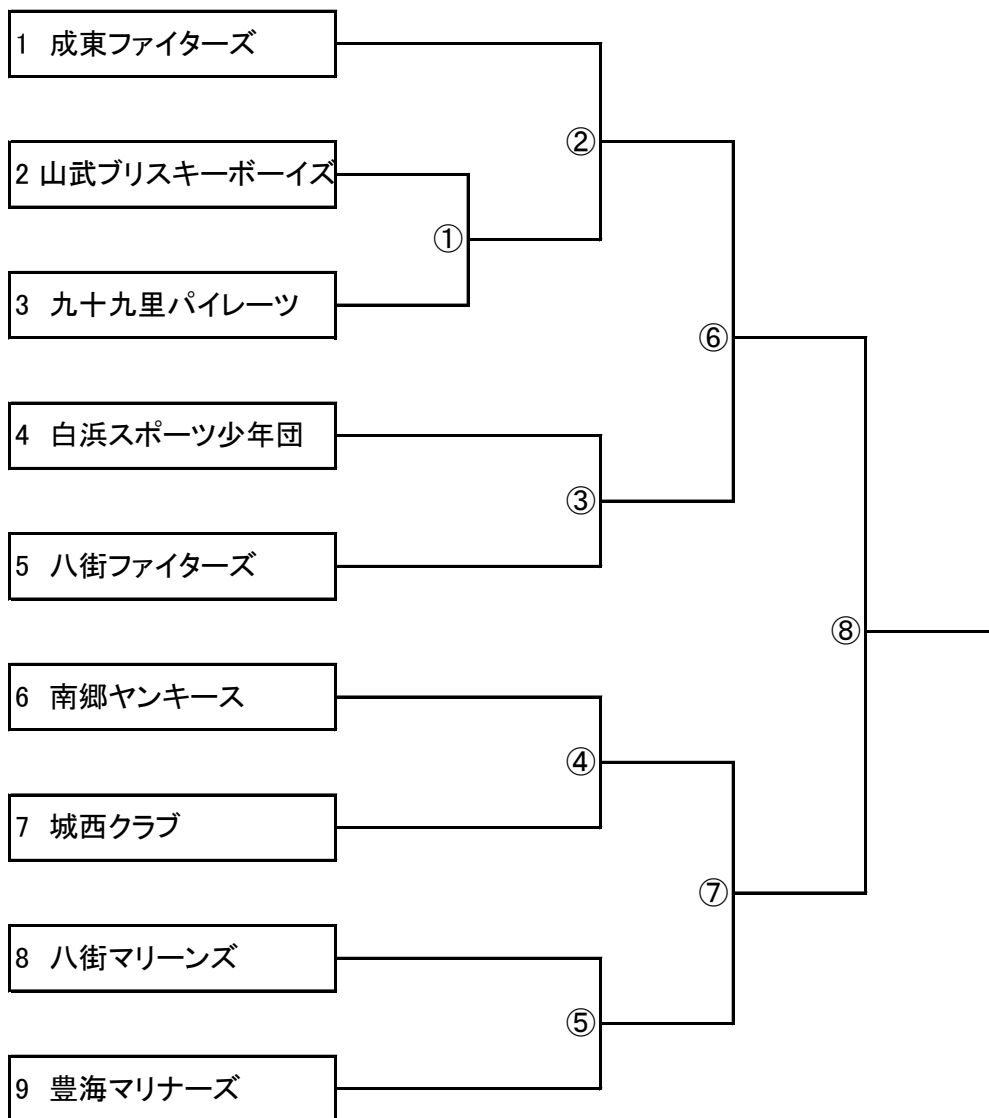 1 成東ファイターズ
②
2 山武ブリスキーボーイズ
①
3 九十九里パイレーツ
⑥
4 白浜スポーツ少年団
③
5 八街ファイターズ
⑧
6 南郷ヤンキース
④
7 城西クラブ
⑦
8 八街マリーンズ
⑤
9 豊海マリナーズ